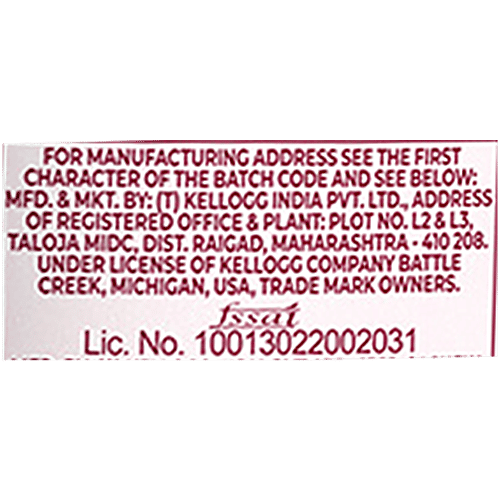 FOR MANUFACTURING ADDRESS SEE THE FIRST
CHARACTER OF THE BATCH CODE AND SEE BELOW:
MFD. & MKT. BY: (T) KELLOGG INDIA PVT. LTD., ADDRESS
OF REGISTERED OFFICE & PLANT: PLOT NO. L2 & L3,
TALOJA MIDC, DIST. RAIGAD, MAHARASHTRA - 410 208.
UNDER LICENSE OF KELLOGG COMPANY BATTLE
CREEK, MICHIGAN, USA, TRADE MARK OWNERS.
fssai
Lic. No. 10013022002031